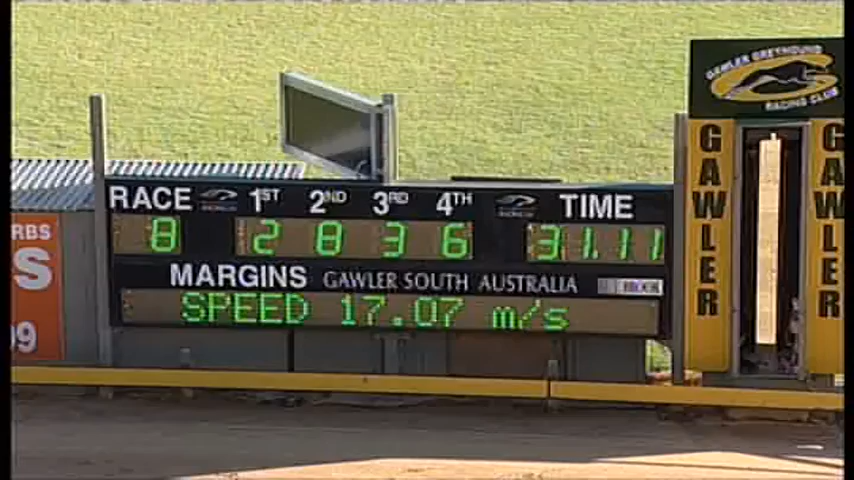 GAWLER GREYHOUND
RACING CLUB
RACE 1ST 2ND 3RD 4TH TIME
8 2 8 3 6 31.11
MARGINS GAWLER SOUTH AUSTRALIA
SPEED 17.07 m/s
GAWLER
GAWLER
RBS
S
99